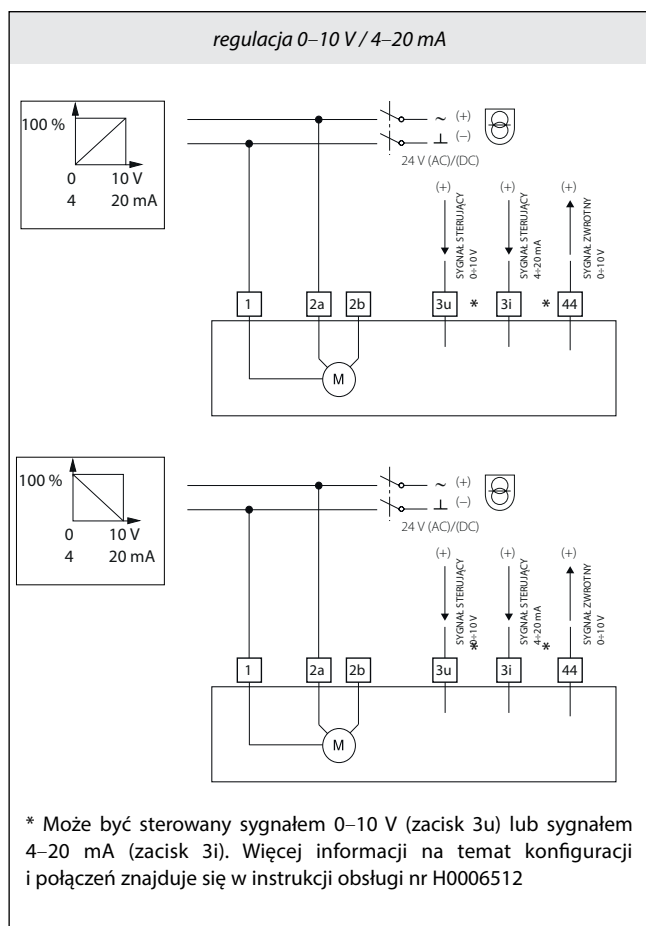 regulacja 0–10 V / 4–20 mA
100 %
0 10 V
4 20 mA
~ (+)
⊥ (–)
24 V (AC)/(DC)
(+) (+) (+)
SYGNAŁ STERUJĄCY
0÷10 V
SYGNAŁ STERUJĄCY
4÷20 mA
SYGNAŁ ZWROTNY
0÷10 V
1 2a 2b 3u * 3i * 44
M
100 %
0 10 V
4 20 mA
~ (+)
⊥ (–)
24 V (AC)/(DC)
(+) (+) (+)
SYGNAŁ STERUJĄCY
0÷10 V
*
SYGNAŁ STERUJĄCY
4÷20 mA
*
SYGNAŁ ZWROTNY
0÷10 V
1 2a 2b 3u 3i 44
M
* Może być sterowany sygnałem 0–10 V (zacisk 3u) lub sygnałem
4–20 mA (zacisk 3i). Więcej informacji na temat konfiguracji
i połączeń znajduje się w instrukcji obsługi nr H0006512